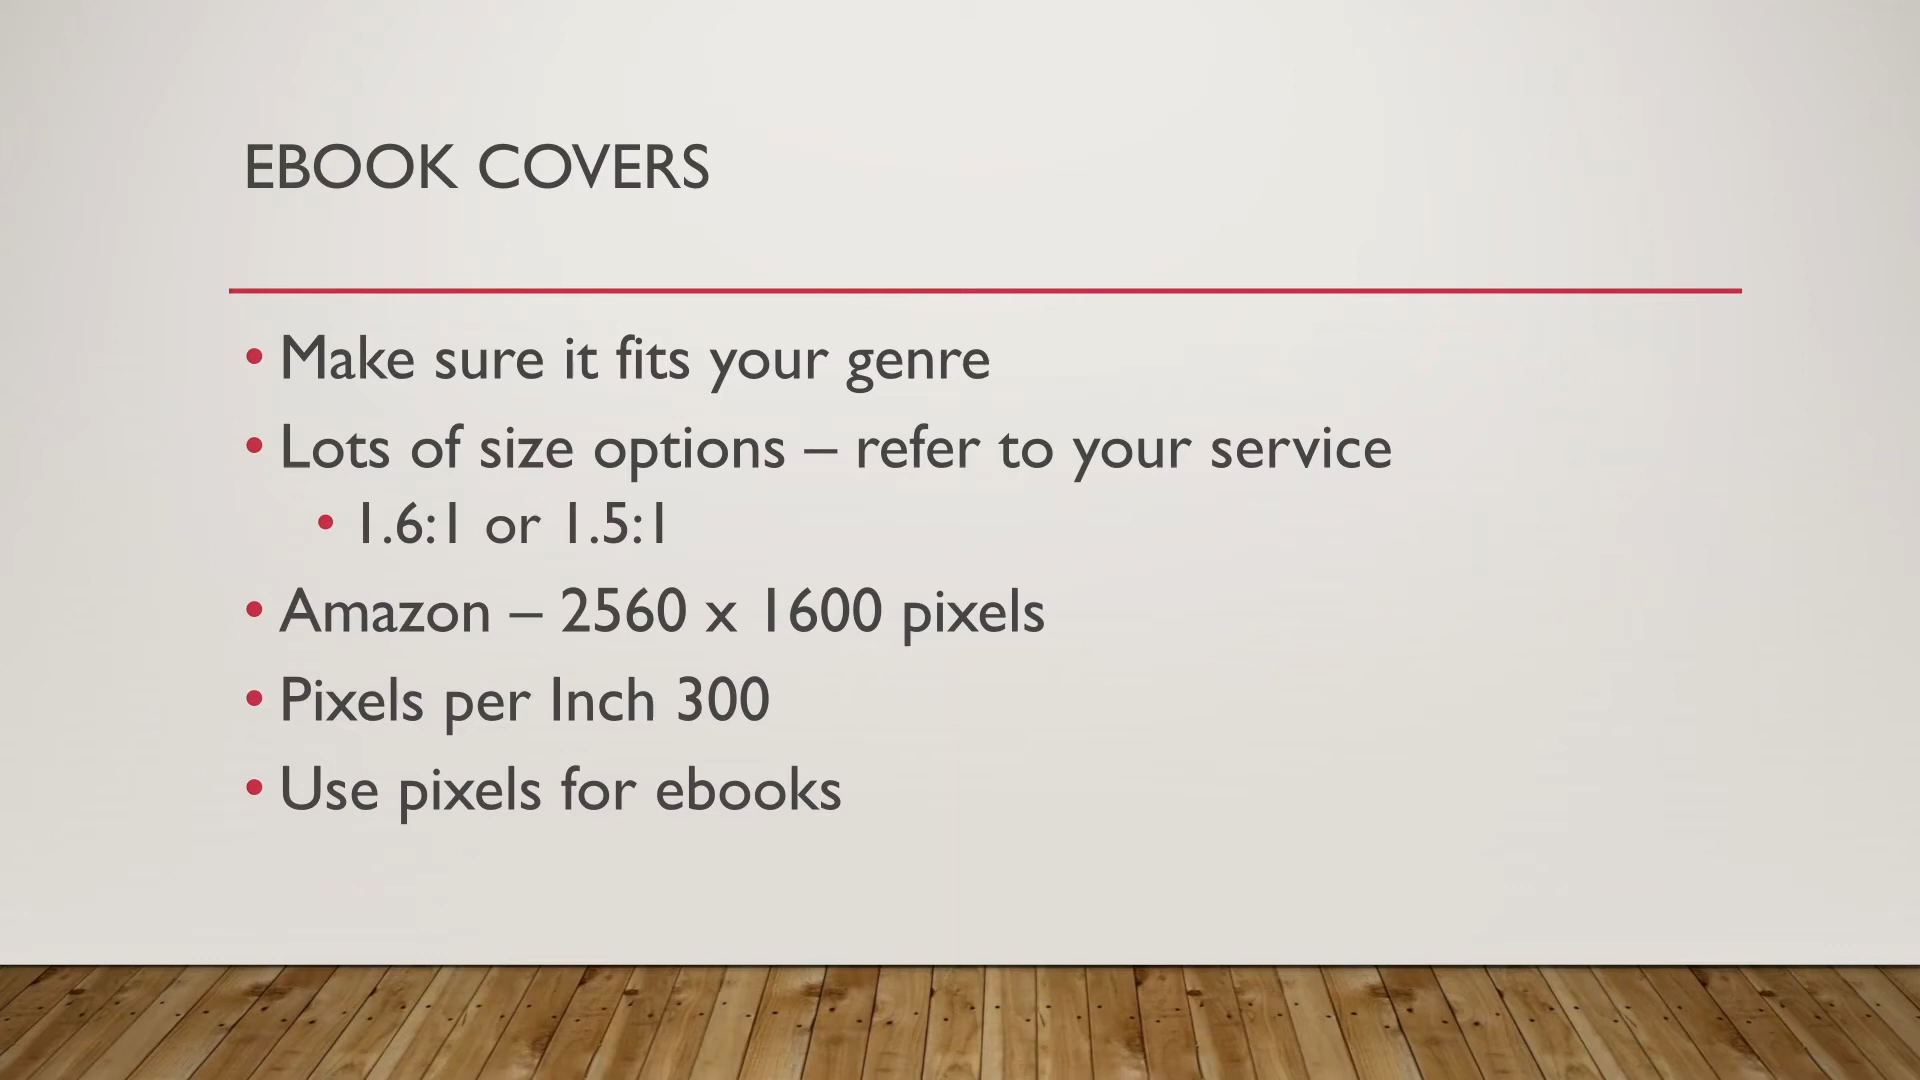 EBOOK COVERS
• Make sure it fits your genre
• Lots of size options – refer to your service
• 1.6:1 or 1.5:1
• Amazon – 2560 x 1600 pixels
• Pixels per Inch 300
• Use pixels for ebooks